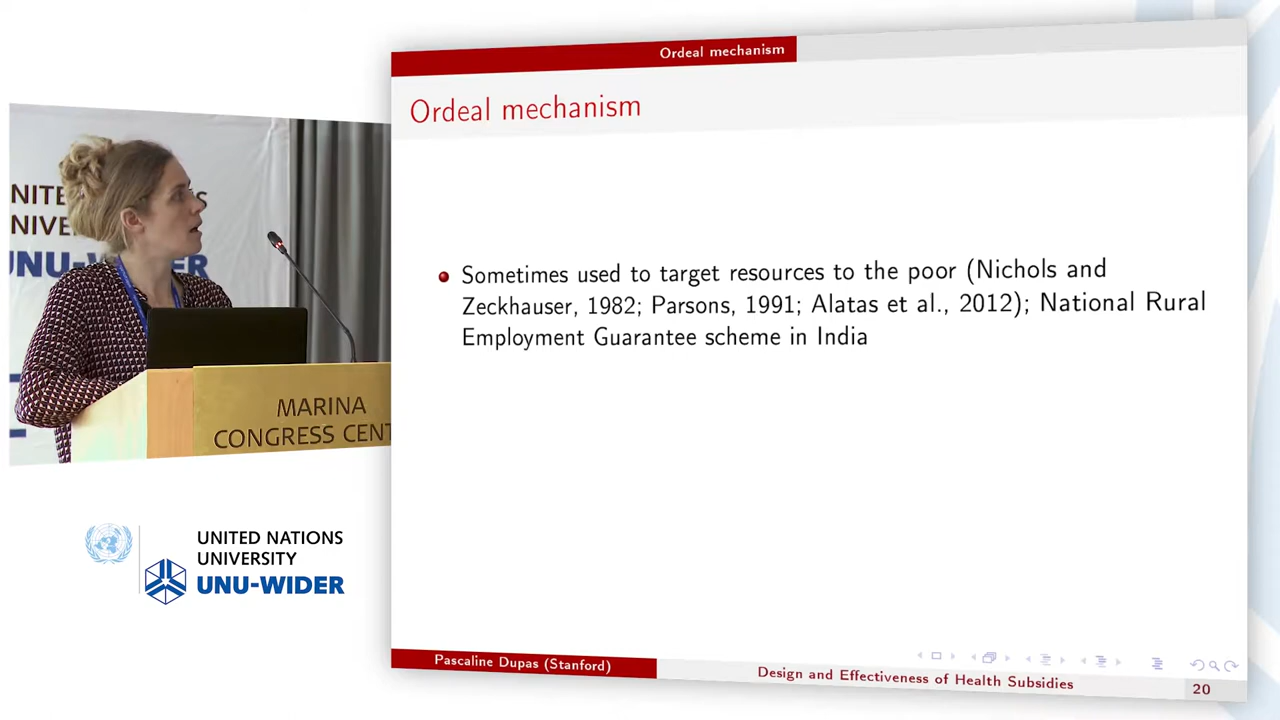 Ordeal mechanism
Ordeal mechanism
Sometimes used to target resources to the poor (Nichols and
Zeckhauser, 1982; Parsons, 1991; Alatas et al., 2012); National Rural
Employment Guarantee scheme in India
UNU-WIDER
MARINA
CONGRESS CENT
UNITED NATIONS
UNIVERSITY
UNU-WIDER
Pascaline Dupas (Stanford)
Design and Effectiveness of Health Subsidies
20